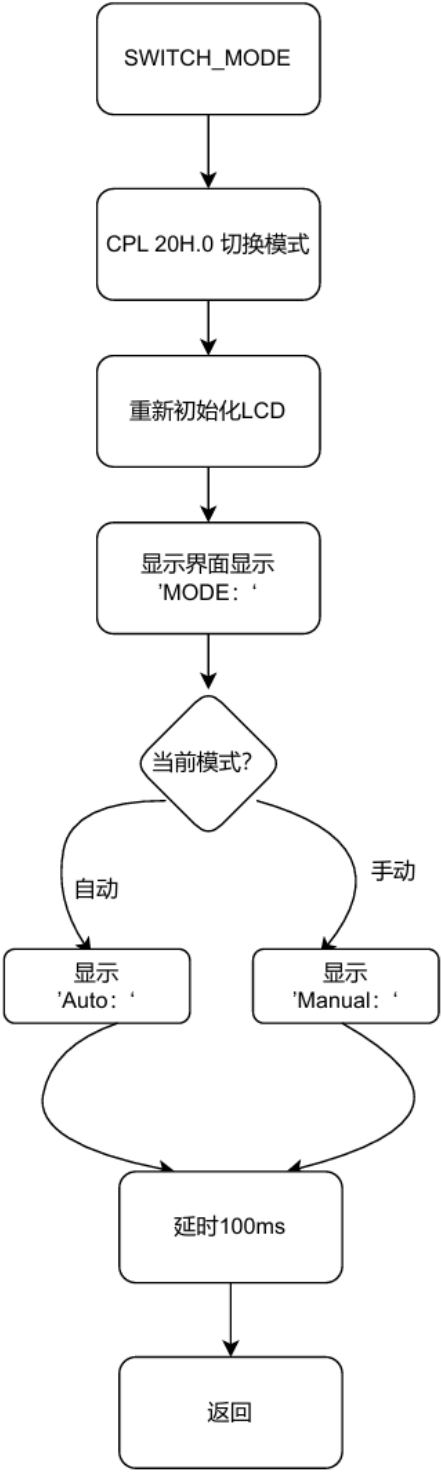 SWITCH_MODE
CPL 20H.0 切换模式
重新初始化LCD
显示界面显示
’MODE：‘
当前模式?
自动
手动
显示
’Auto：‘
显示
’Manual：‘
延时100ms
返回